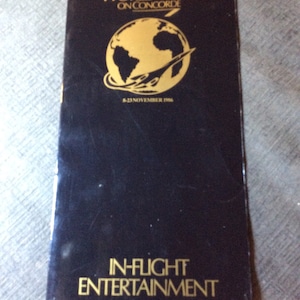 ON CONCORDE
8-23 NOVEMBER 1986
IN-FLIGHT
ENTERTAINMENT